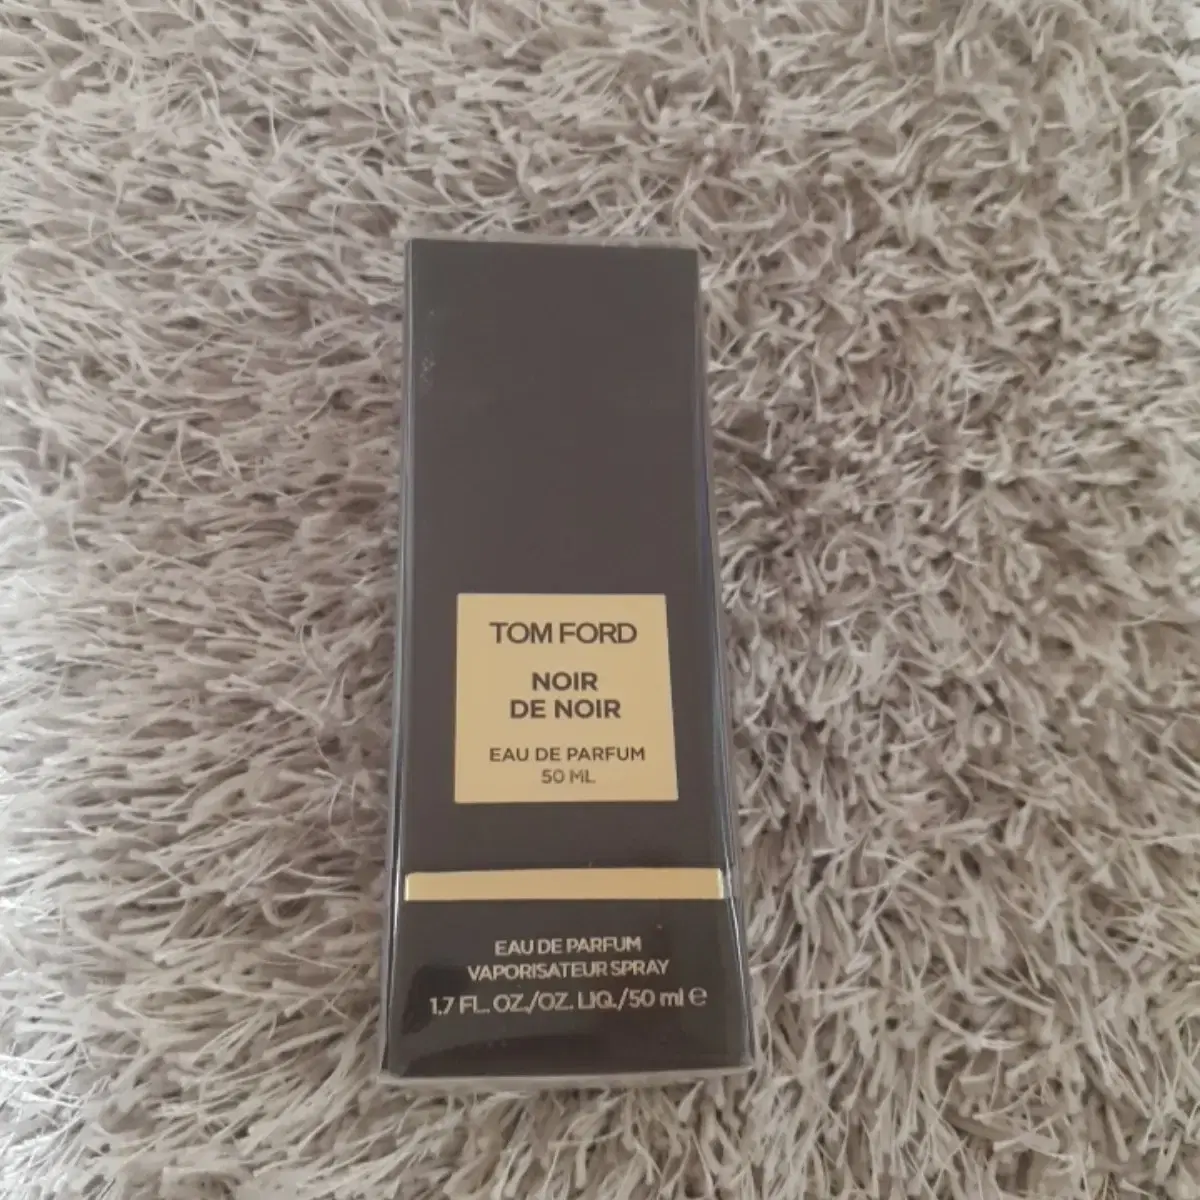 TOM FORD
NOIR
DE NOIR
EAU DE PARFUM
50 ML
EAU DE PARFUM
VAPORISATEUR SPRAY
1.7 FL. OZ./OZ. LIQ./50 ml ℮